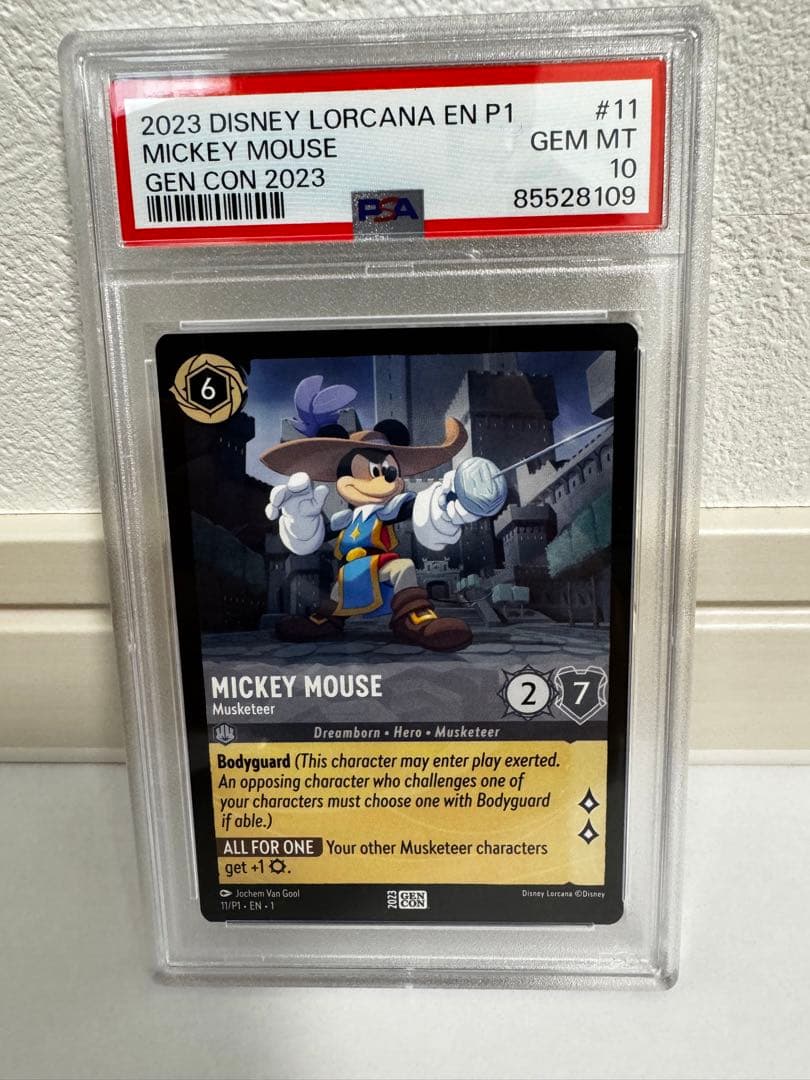 2023 DISNEY LORCANA EN P1 #11
MICKEY MOUSE GEM MT
GEN CON 2023 10
PSA 85528109
6
MICKEY MOUSE
Musketeer
2 7
Dreamborn • Hero • Musketeer
Bodyguard (This character may enter play exerted.
An opposing character who challenges one of
your characters must choose one with Bodyguard
if able.)
ALL FOR ONE Your other Musketeer characters
get +1.
Jochem Van Gool
11/P1 • EN • 1
2023 GEN CON
Disney Lorcana ©Disney